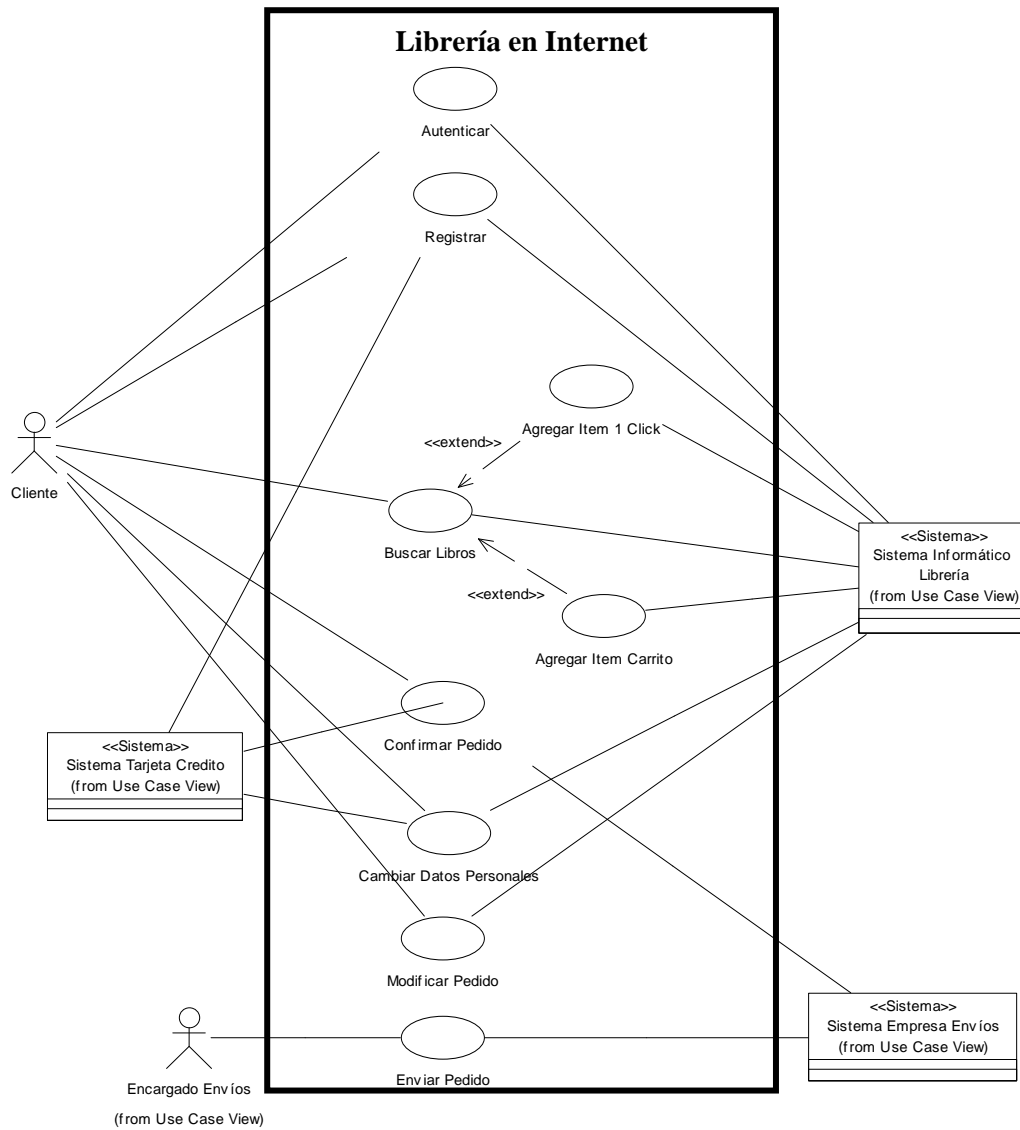 Librería en Internet
Autenticar
Registrar
Agregar Item 1 Click
<<extend>>
Cliente
Buscar Libros
<<Sistema>>
Sistema Informático
Librería
(from Use Case View)
<<extend>>
Agregar Item Carrito
Confirmar Pedido
<<Sistema>>
Sistema Tarjeta Credito
(from Use Case View)
Cambiar Datos Personales
Modificar Pedido
<<Sistema>>
Sistema Empresa Envíos
(from Use Case View)
Enviar Pedido
Encargado Envíos
(from Use Case View)